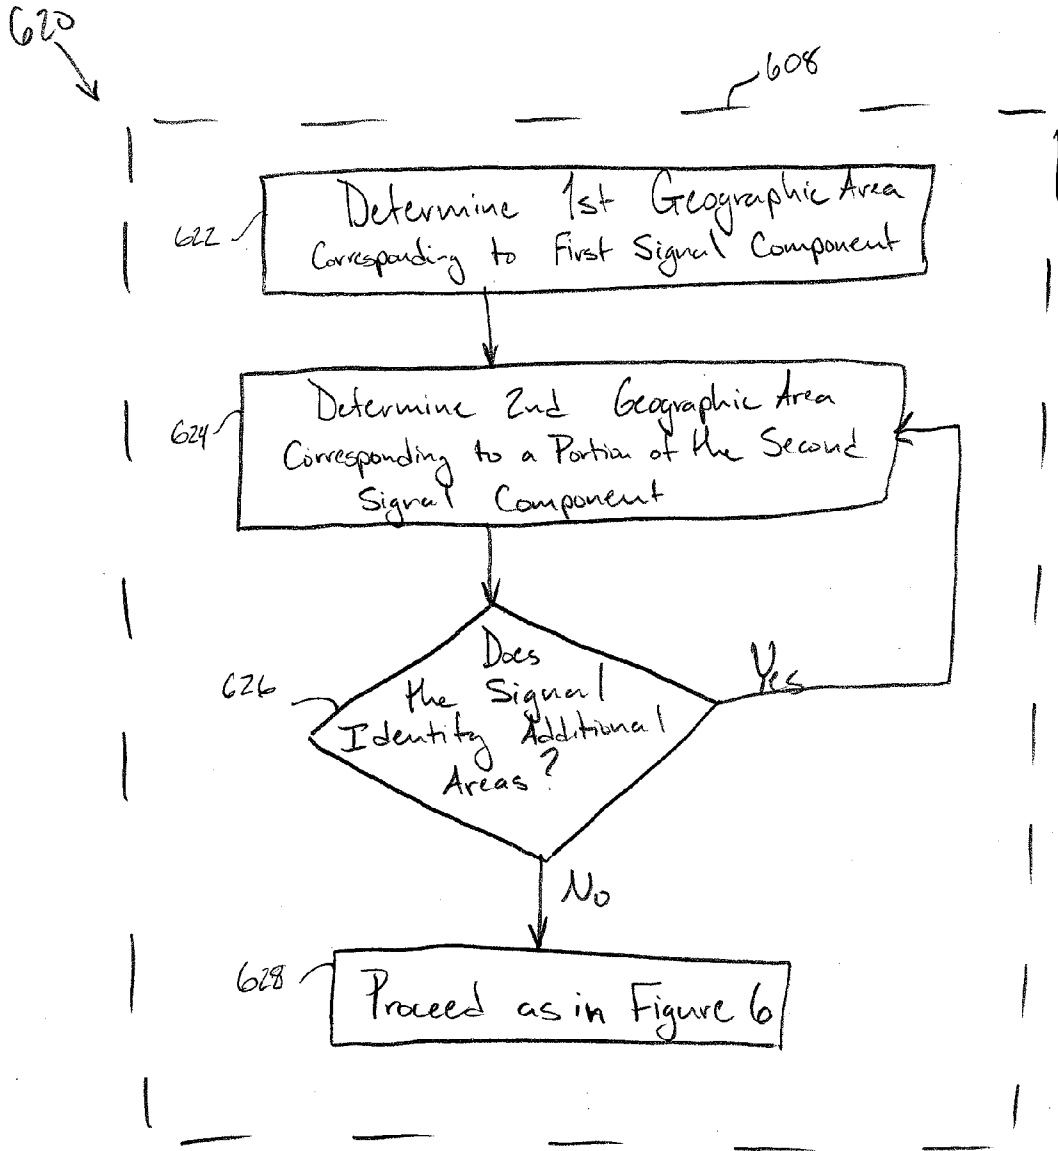 620
608
622
Determine 1st Geographic Area
Corresponding to First Signal Component
624
Determine 2nd Geographic Area
Corresponding to a Portion of the Second
Signal Component
626
Does
the Signal
Identity Additional
Areas?
Yes
No
628
Proceed as in Figure 6